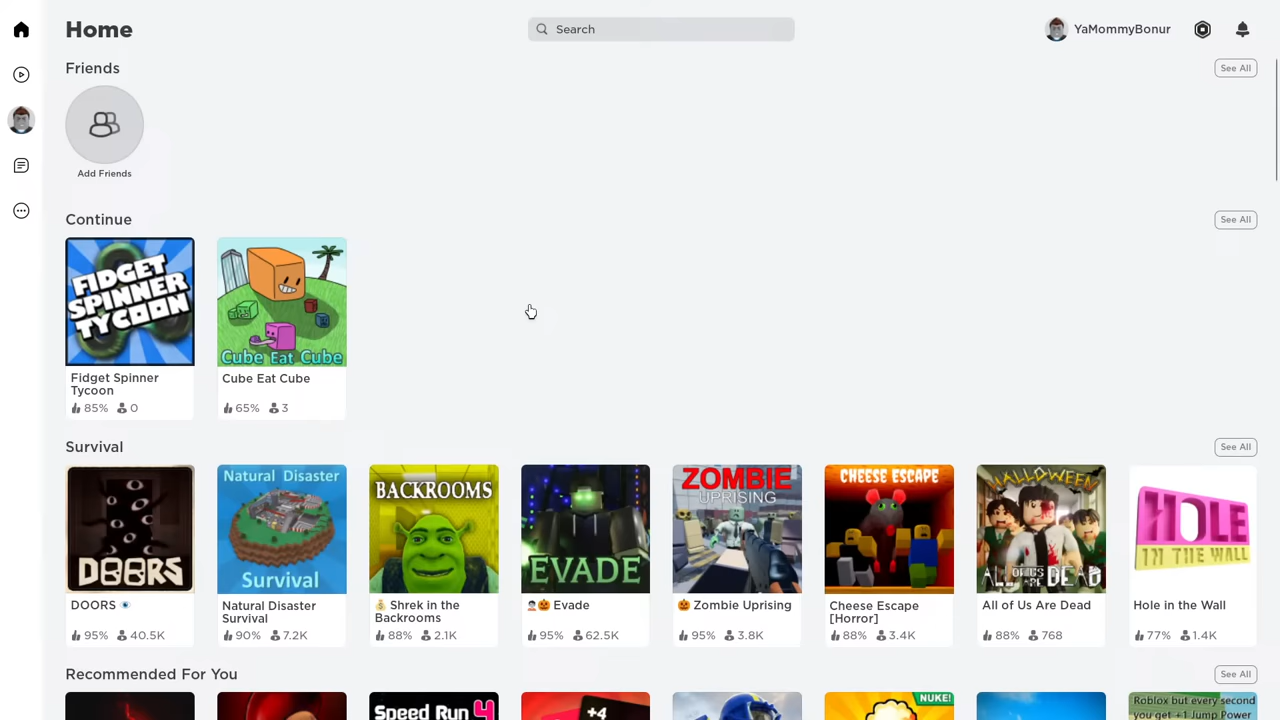 Home
Search
YaMommyBonur
Friends
See All
Add Friends
Continue
See All
FIDGET
SPINNER
TYCOON
Cube Eat Cube
Fidget Spinner
Tycoon
85% 0
Cube Eat Cube
65% 3
Survival
See All
DOORS
Natural Disaster
Survival
BACKROOMS
EVADE
ZOMBIE
UPRISING
CHEESE ESCAPE
HALLOWEEN
ALL OF US ARE DEAD
HOLE
IN THE WALL
DOORS
95% 40.5K
Natural Disaster
Survival
90% 7.2K
Shrek in the
Backrooms
88% 2.1K
Evade
95% 62.5K
Zombie Uprising
95% 3.8K
Cheese Escape
[Horror]
88% 3.4K
All of Us Are Dead
88% 768
Hole in the Wall
77% 1.4K
Recommended For You
See All
Speed Run 4
+4
NUKE!
Roblox but every second
you get +1 Jump Power